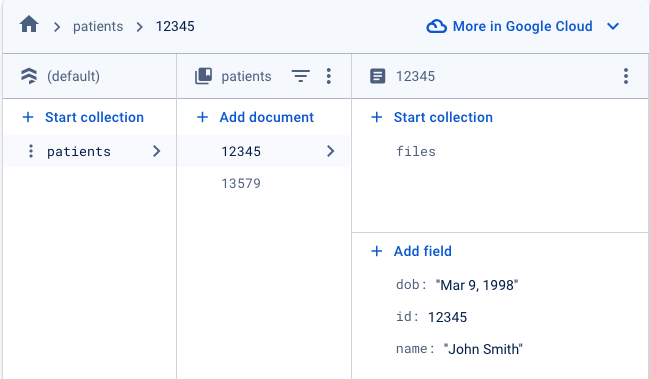 patients 12345 More in Google Cloud
(default) patients 12345
+ Start collection + Add document + Start collection
patients 12345 files
13579
+ Add field
dob: "Mar 9, 1998"
id: 12345
name: "John Smith"